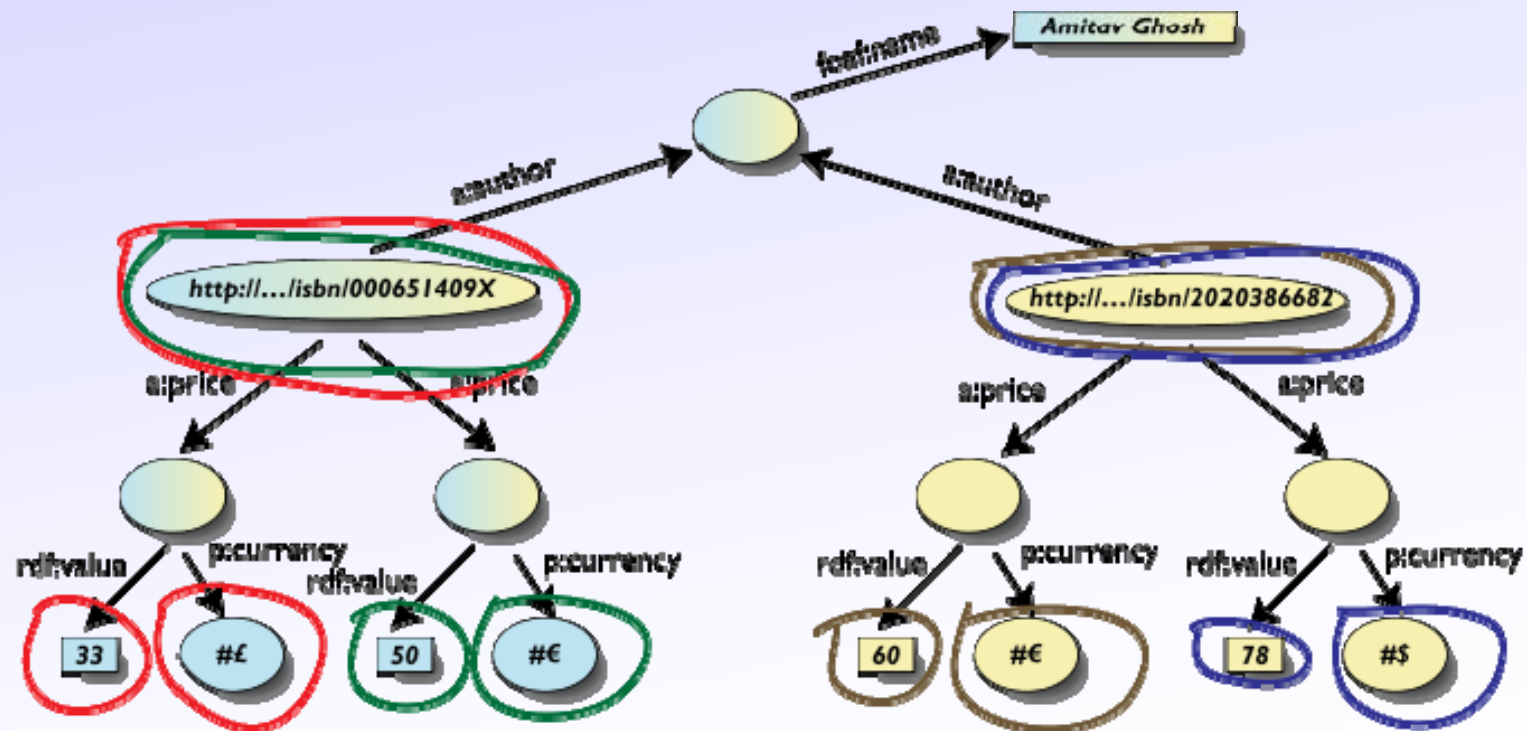 Amitav Ghosh
foaf:name
a:author
a:author
http://.../isbn/000651409X
http://.../isbn/2020386682
a:price
a:price
a:price
a:price
rdf:value
p:currency
rdf:value
p:currency
rdf:value
p:currency
rdf:value
p:currency
33
#£
50
#€
60
#€
78
#$